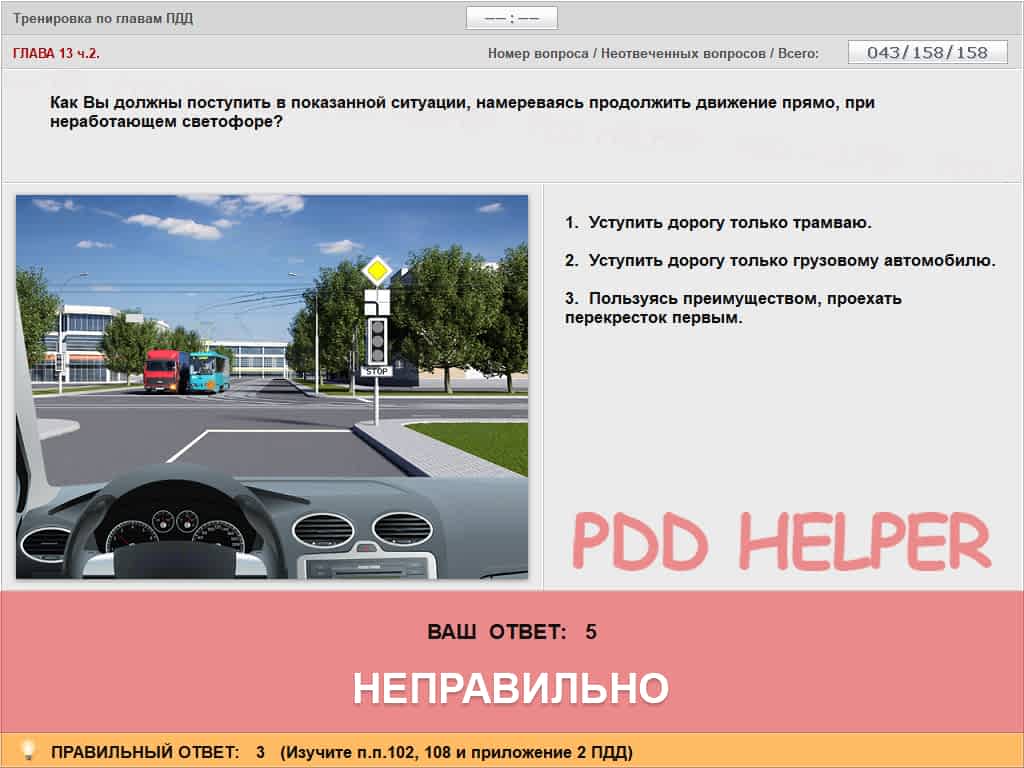 Тренировка по главам ПДД
—— : ——
ГЛАВА 13 ч.2.
Номер вопроса / Неотвеченных вопросов / Всего:
043/158/158
Как Вы должны поступить в показанной ситуации, намереваясь продолжить движение прямо, при
неработающем светофоре?
1. Уступить дорогу только трамваю.
2. Уступить дорогу только грузовому автомобилю.
3. Пользуясь преимуществом, проехать
перекресток первым.
STOP
PDD HELPER
ВАШ ОТВЕТ: 5
НЕПРАВИЛЬНО
ПРАВИЛЬНЫЙ ОТВЕТ: 3 (Изучите п.п.102, 108 и приложение 2 ПДД)